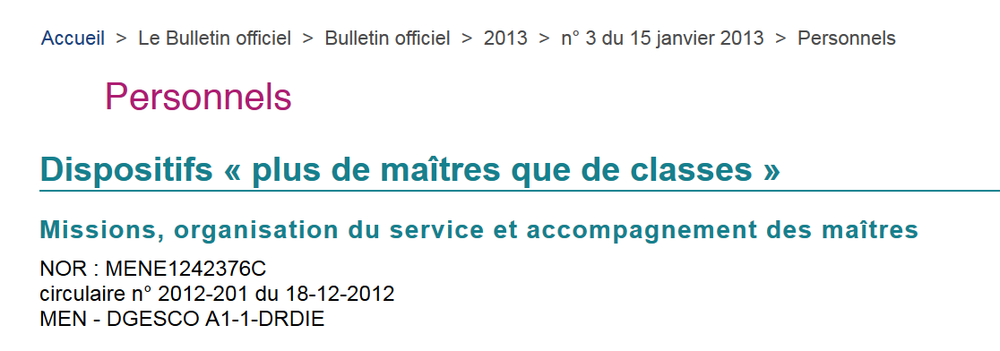 Accueil > Le Bulletin officiel > Bulletin officiel > 2013 > n° 3 du 15 janvier 2013 > Personnels
Personnels
Dispositifs « plus de maîtres que de classes »
Missions, organisation du service et accompagnement des maîtres
NOR : MENE1242376C
circulaire n° 2012-201 du 18-12-2012
MEN - DGESCO A1-1-DRDIE